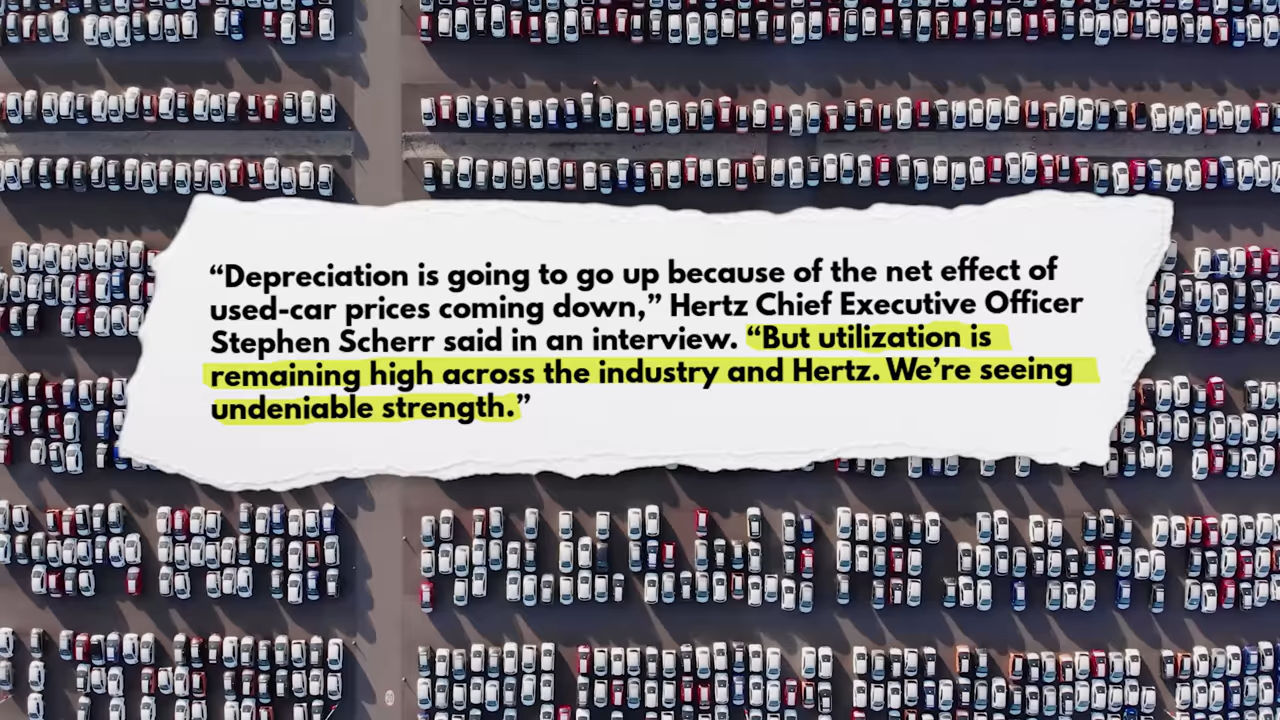 “Depreciation is going to go up because of the net effect of
used-car prices coming down,” Hertz Chief Executive Officer
Stephen Scherr said in an interview. “But utilization is
remaining high across the industry and Hertz. We’re seeing
undeniable strength.”